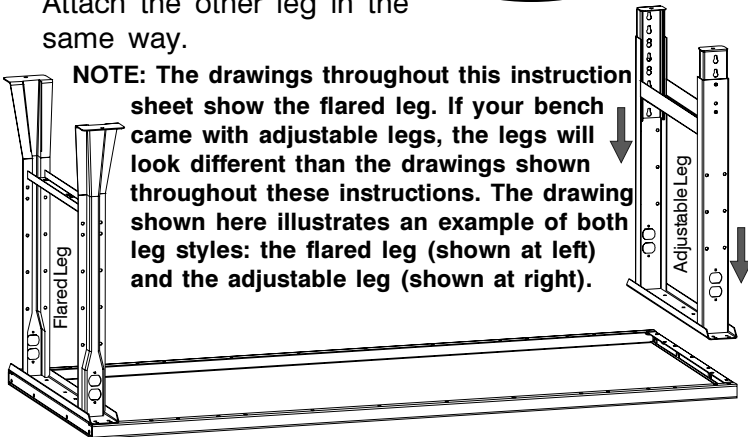 Attach the other leg in the
same way.
NOTE: The drawings throughout this instruction
sheet show the flared leg. If your bench
came with adjustable legs, the legs will
look different than the drawings shown
throughout these instructions. The drawing
shown here illustrates an example of both
leg styles: the flared leg (shown at left)
and the adjustable leg (shown at right).
Flared Leg
Adjustable Leg